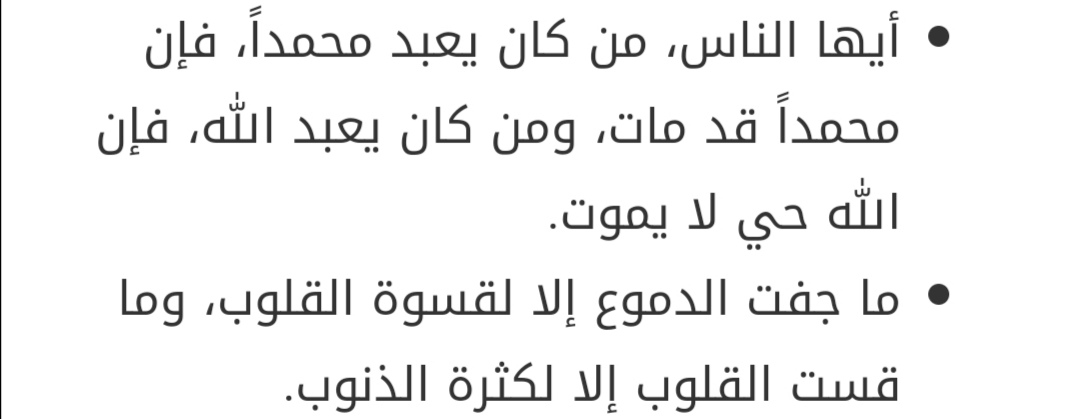 • أيها الناس، من كان يعبد محمداً، فإن
محمداً قد مات، ومن كان يعبد الله، فإن
الله حي لا يموت.
• ما جفت الدموع إلا لقسوة القلوب، وما
قست القلوب إلا لكثرة الذنوب.